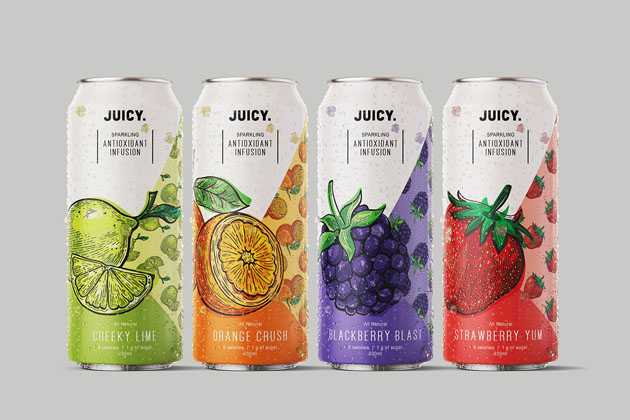 JUICY.
SPARKLING
ANTIOXIDANT
INFUSION
All Natural
CHEEKY LIME
JUICY.
SPARKLING
ANTIOXIDANT
INFUSION
All Natural
ORANGE CRUSH
JUICY.
SPARKLING
ANTIOXIDANT
INFUSION
All Natural
BLACKBERRY BLAST
JUICY.
SPARKLING
ANTIOXIDANT
INFUSION
All Natural
STRAWBERRY YUM